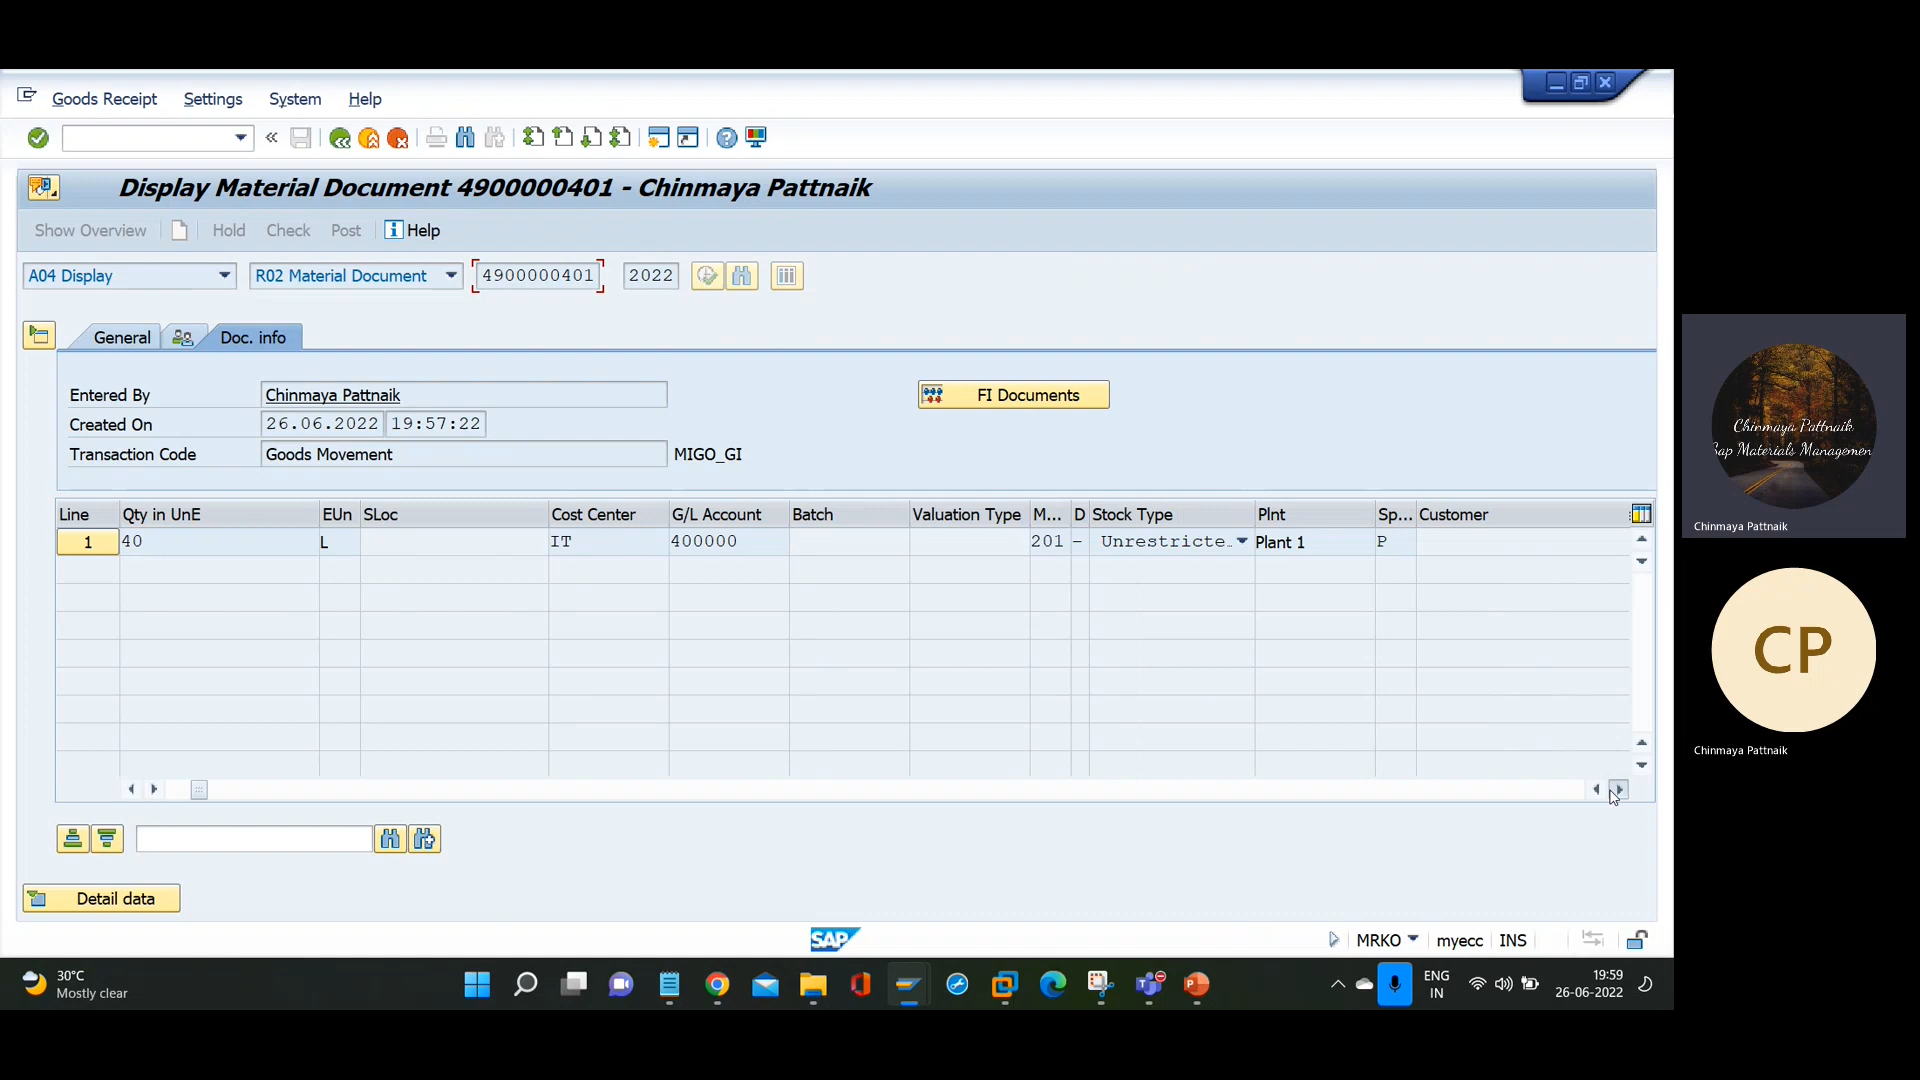 Goods Receipt Settings System Help
Display Material Document 4900000401 - Chinmaya Pattnaik
Show Overview Hold Check Post Help
A04 Display R02 Material Document 4900000401 2022
General Doc. info
Entered By Chinmaya Pattnaik FI Documents
Created On 26.06.2022 19:57:22
Transaction Code Goods Movement MIGO_GI
Line Qty in UnE EUn SLoc Cost Center G/L Account Batch Valuation Type M... D Stock Type Plnt Sp... Customer
1 40 L IT 400000 201 - Unrestricte.. Plant 1 P
Detail data
SAP MRKO myecc INS
30°C
Mostly clear
ENG
IN
19:59
26-06-2022
Chinmaya Pattnaik
Sap Materials Managemen
Chinmaya Pattnaik
CP
Chinmaya Pattnaik